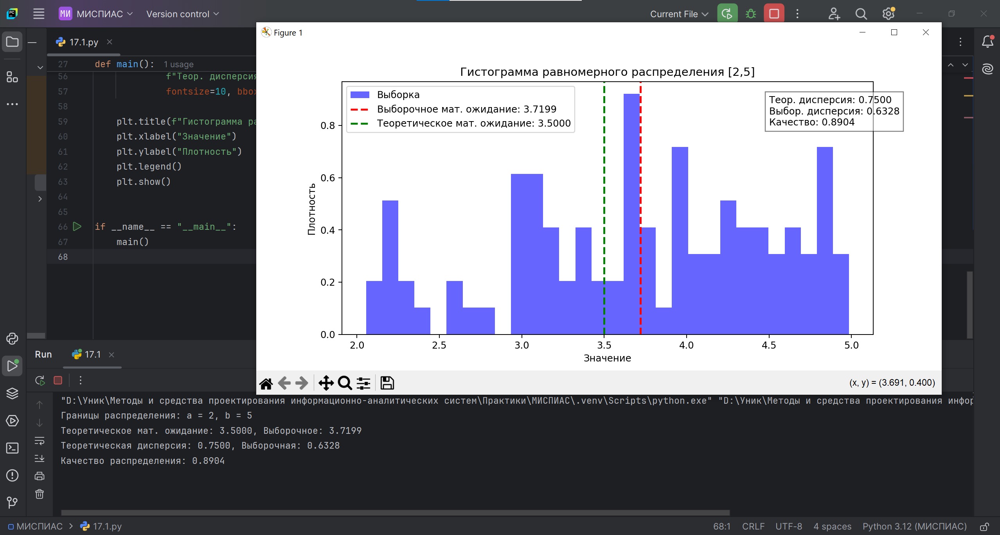 PC
МИ МИСПИАС Version control
Current File
17.1.py
27 def main(): 1 usage
56 f"Теор. дисперсия
57 fontsize=10, bbox
58
59 plt.title(f"Гистограмма ра
60 plt.xlabel("Значение")
61 plt.ylabel("Плотность")
62 plt.legend()
63 plt.show()
64
65
66 if __name__ == "__main__":
67 main()
68
Figure 1
Гистограмма равномерного распределения [2,5]
Выборка
Выборочное мат. ожидание: 3.7199
Теоретическое мат. ожидание: 3.5000
Теор. дисперсия: 0.7500
Выбор. дисперсия: 0.6328
Качество: 0.8904
0.8
0.6
0.4
0.2
0.0
Плотность
2.0 2.5 3.0 3.5 4.0 4.5 5.0
Значение
(x, y) = (3.691, 0.400)
Run 17.1
"D:\Уник\Методы и средства проектирования информационно-аналитических систем\Практики\МИСПИАС\.venv\Scripts\python.exe" "D:\Уник\Методы и средства проектирования инфор
Границы распределения: a = 2, b = 5
Теоретическое мат. ожидание: 3.5000, Выборочное: 3.7199
Теоретическая дисперсия: 0.7500, Выборочная: 0.6328
Качество распределения: 0.8904
МИСПИАС > 17.1.py
68:1 CRLF UTF-8 4 spaces Python 3.12 (МИСПИАС)